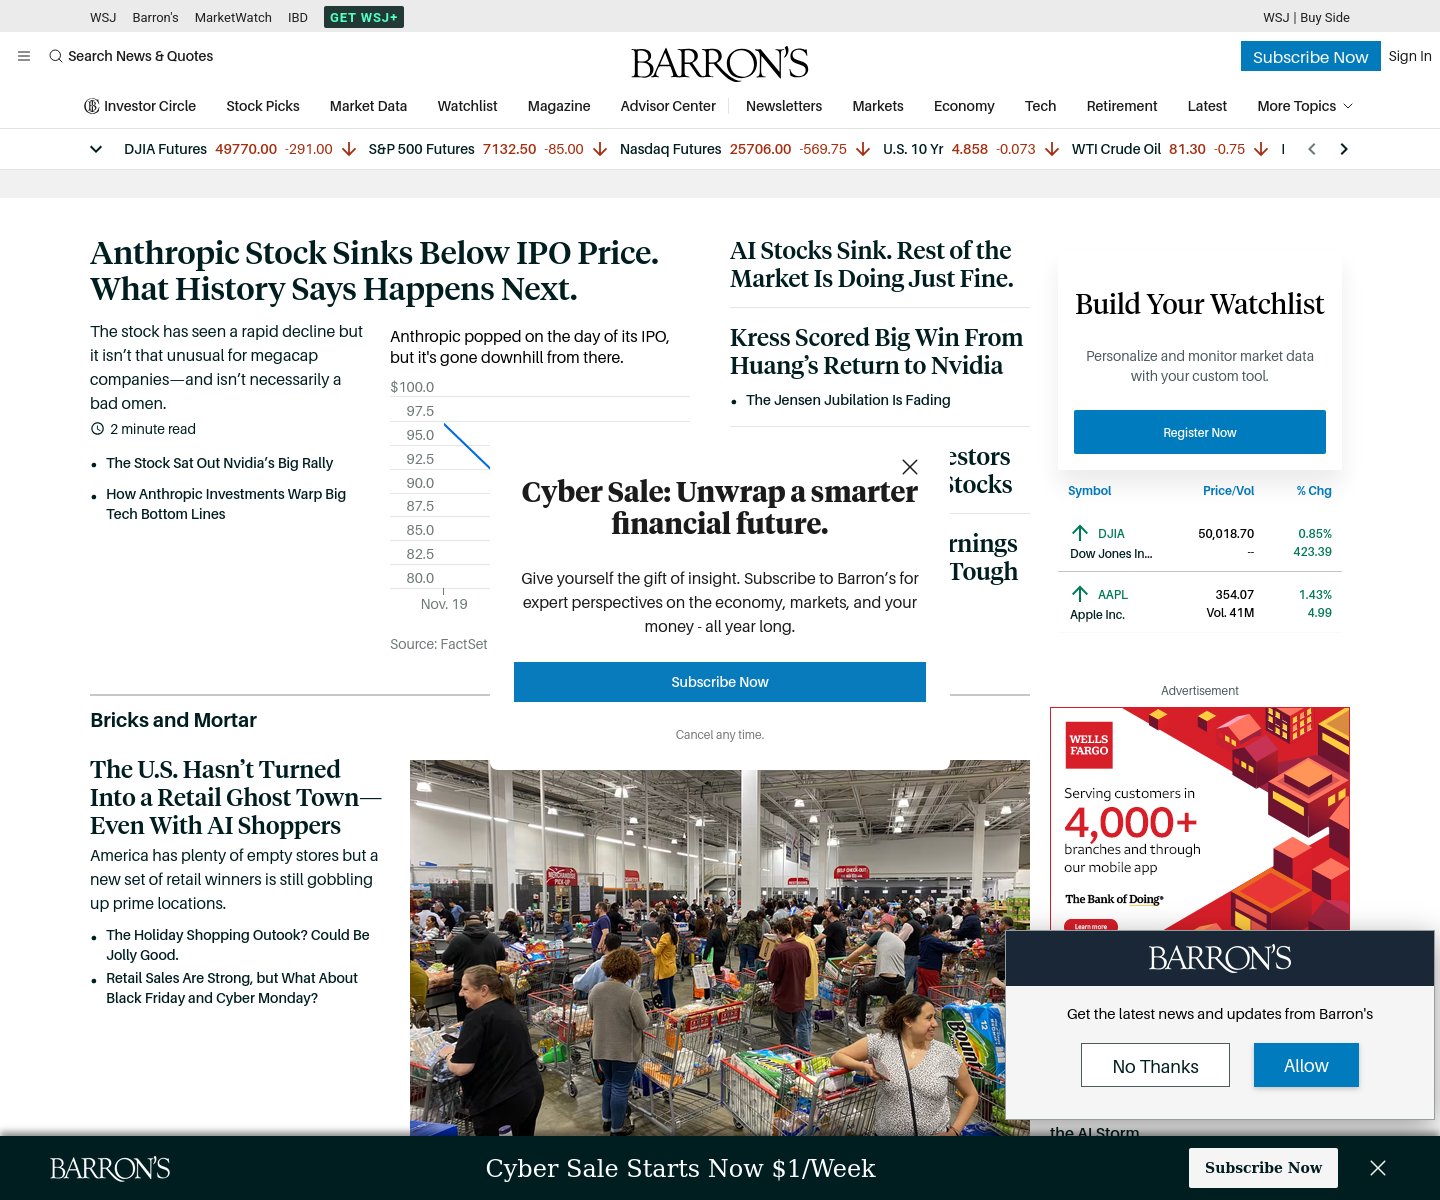 WSJ Barron's MarketWatch IBD GET WSJ+ WSJ | Buy Side
Search News & Quotes
BARRON'S
Subscribe Now Sign In
Investor Circle Stock Picks Market Data Watchlist Magazine Advisor Center Newsletters Markets Economy Tech Retirement Latest More Topics
DJIA Futures 49770.00 -291.00 S&P 500 Futures 7132.50 -85.00 Nasdaq Futures 25706.00 -569.75 U.S. 10 Yr 4.858 -0.073 WTI Crude Oil 81.30 -0.75
Anthropic Stock Sinks Below IPO Price.
What History Says Happens Next.
The stock has seen a rapid decline but
it isn’t that unusual for megacap
companies—and isn’t necessarily a
bad omen.
2 minute read
• The Stock Sat Out Nvidia’s Big Rally
• How Anthropic Investments Warp Big
Tech Bottom Lines
Anthropic popped on the day of its IPO,
but it's gone downhill from there.
$100.0
97.5
95.0
92.5
90.0
87.5
85.0
82.5
80.0
Nov. 19
Source: FactSet
AI Stocks Sink. Rest of the
Market Is Doing Just Fine.
Kress Scored Big Win From
Huang’s Return to Nvidia
• The Jensen Jubilation Is Fading
estors
Stocks
rnings
Tough
Cyber Sale: Unwrap a smarter
financial future.
Give yourself the gift of insight. Subscribe to Barron’s for
expert perspectives on the economy, markets, and your
money - all year long.
Subscribe Now
Cancel any time.
Build Your Watchlist
Personalize and monitor market data
with your custom tool.
Register Now
Symbol Price/Vol % Chg
DJIA 50,018.70 0.85%
Dow Jones In... -- 423.39
AAPL 354.07 1.43%
Apple Inc. Vol. 41M 4.99
Bricks and Mortar
The U.S. Hasn’t Turned
Into a Retail Ghost Town—
Even With AI Shoppers
America has plenty of empty stores but a
new set of retail winners is still gobbling
up prime locations.
• The Holiday Shopping Outook? Could Be
Jolly Good.
• Retail Sales Are Strong, but What About
Black Friday and Cyber Monday?
MERCHANDISE
PICK-UP
SELF CHECK-OUT
Bounty
12
Advertisement
WELLS
FARGO
Serving customers in
4,000+
branches and through
our mobile app
The Bank of Doing®
Learn more
BARRON'S
Get the latest news and updates from Barron's
No Thanks Allow
the AI Storm
BARRON'S Cyber Sale Starts Now $1/Week Subscribe Now